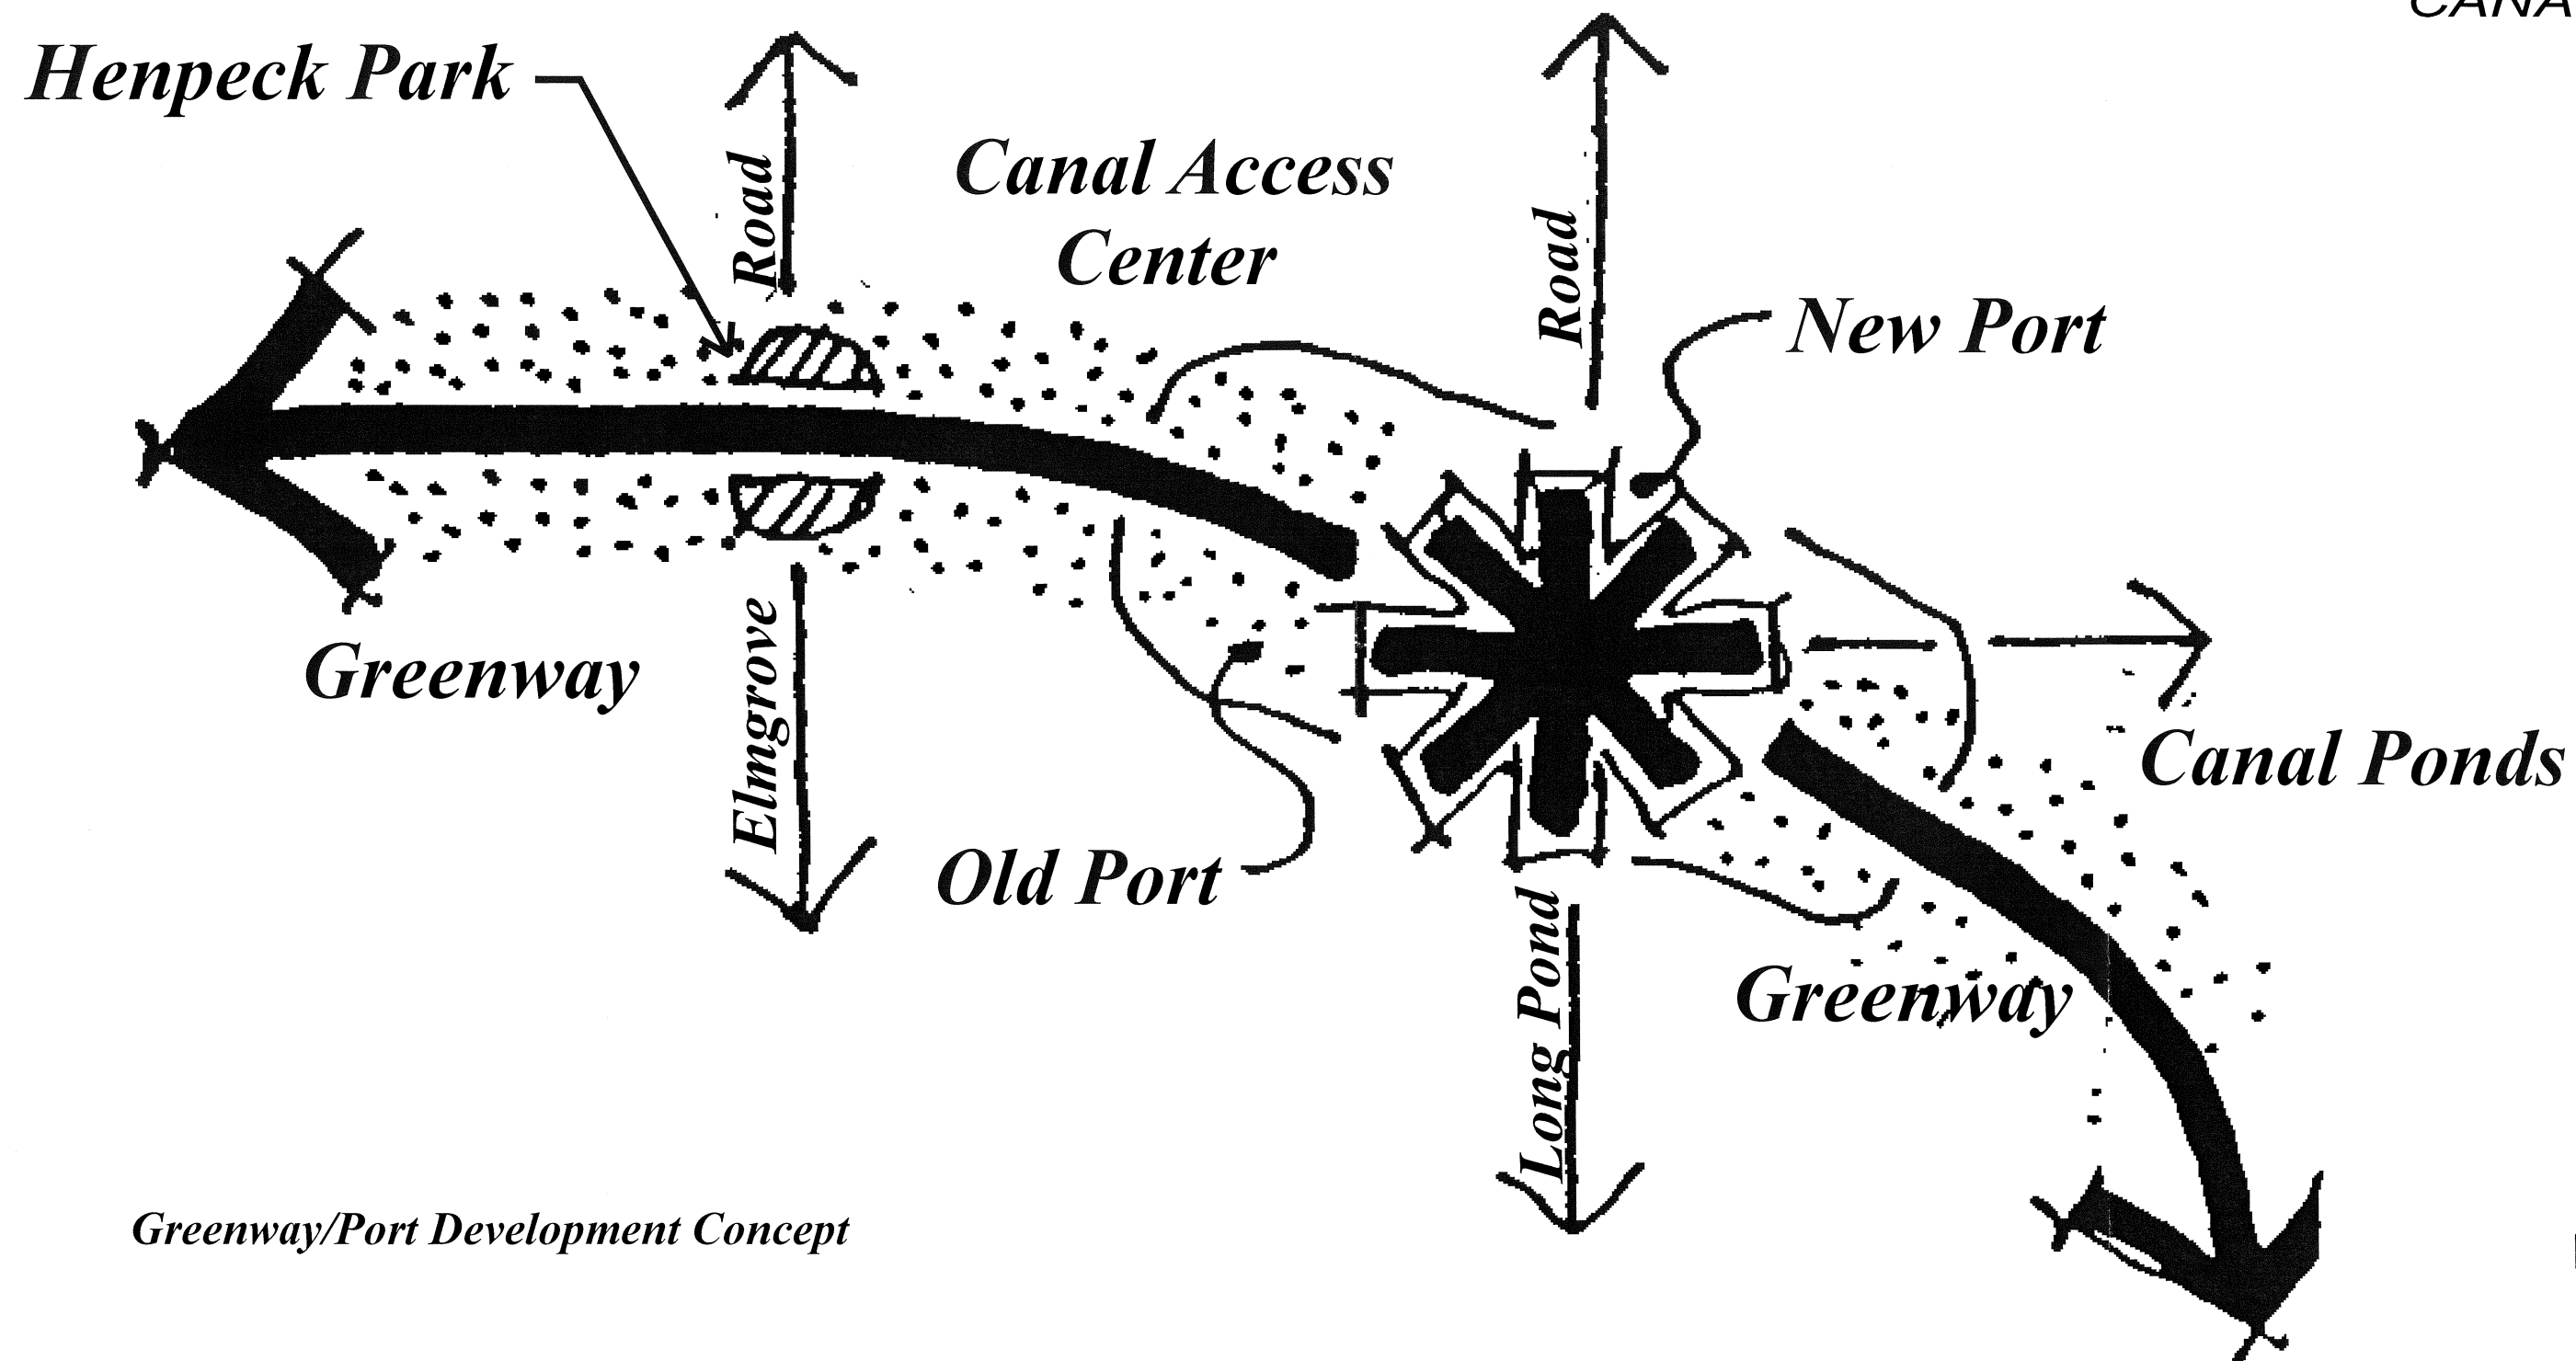 CANA
Henpeck Park
Road
Canal Access
Center
Road
New Port
Greenway
Elmgrove
Old Port
Canal Ponds
Long Pond
Greenway
Greenway/Port Development Concept